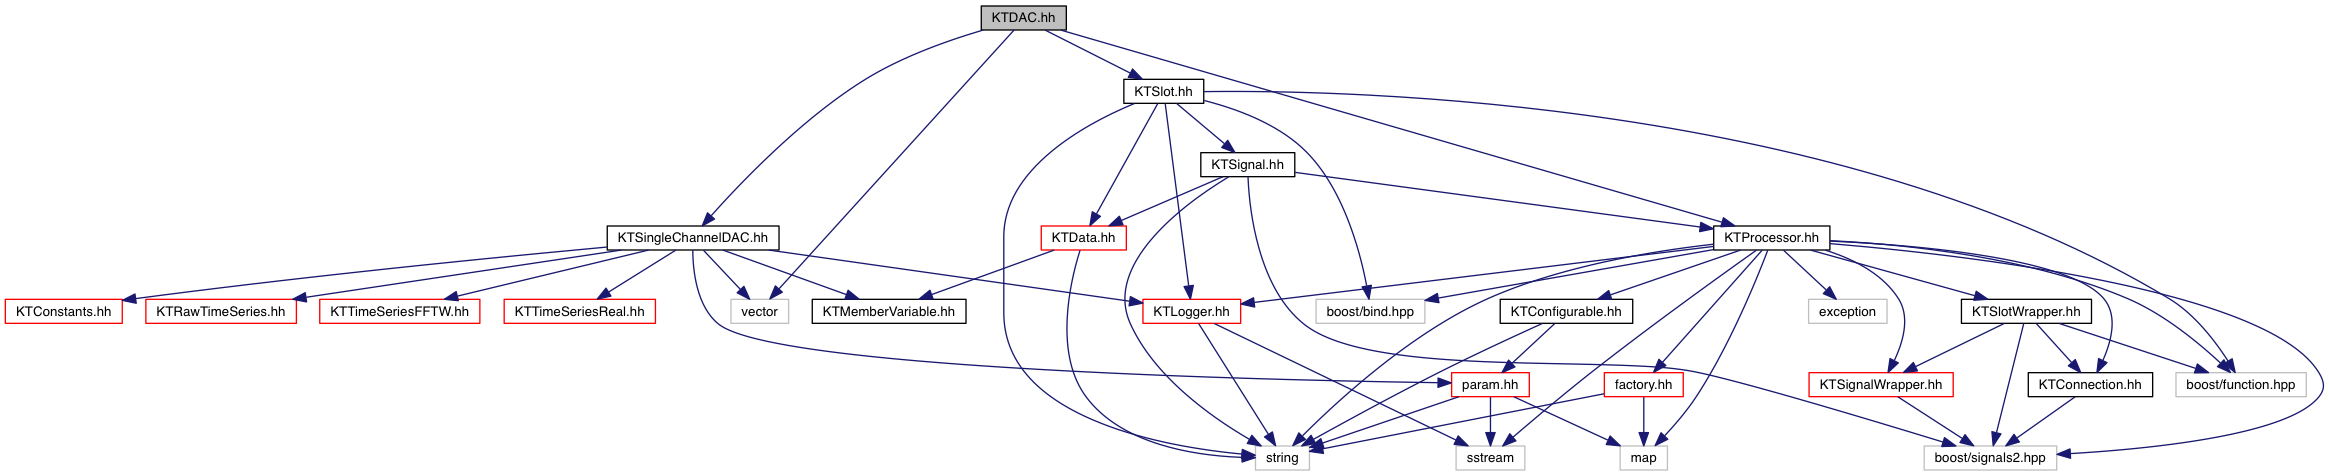 KTDAC.hh
KTSlot.hh
KTSignal.hh
KTSingleChannelDAC.hh
KTData.hh
KTProcessor.hh
KTConstants.hh
KTRawTimeSeries.hh
KTTimeSeriesFFTW.hh
KTTimeSeriesReal.hh
vector
KTMemberVariable.hh
KTLogger.hh
boost/bind.hpp
KTConfigurable.hh
exception
KTSlotWrapper.hh
param.hh
factory.hh
KTSignalWrapper.hh
KTConnection.hh
boost/function.hpp
string
sstream
map
boost/signals2.hpp